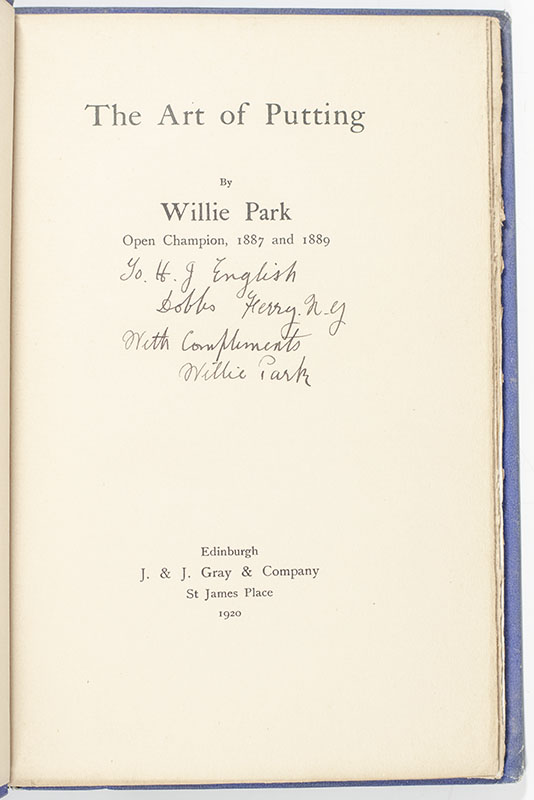 The Art of Putting
By
Willie Park
Open Champion, 1887 and 1889
To. H. J English
Dobbs Ferry. N.Y
With Compliments
Willie Park
Edinburgh
J. & J. Gray & Company
St James Place
1920